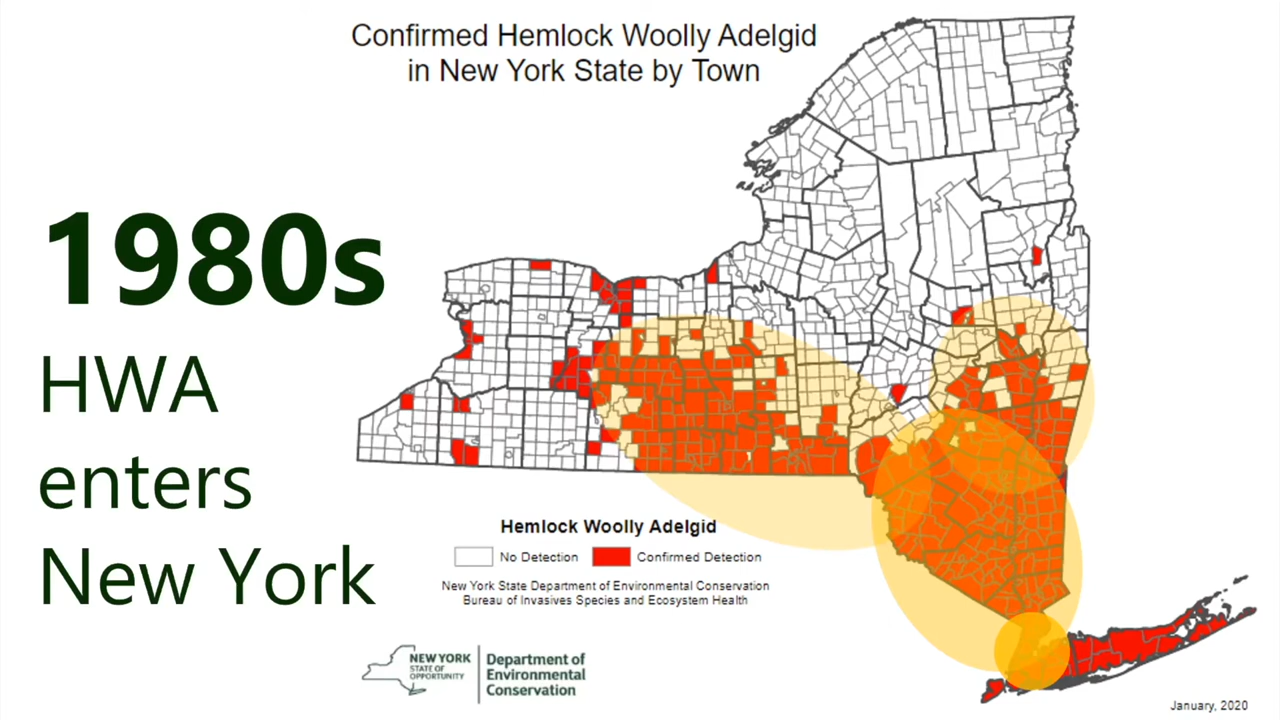 Confirmed Hemlock Woolly Adelgid
in New York State by Town
1980s
HWA
enters
New York
Hemlock Woolly Adelgid
No Detection
Confirmed Detection
New York State Department of Environmental Conservation
Bureau of Invasives Species and Ecosystem Health
NEW YORK
STATE OF
OPPORTUNITY
Department of
Environmental
Conservation
January, 2020